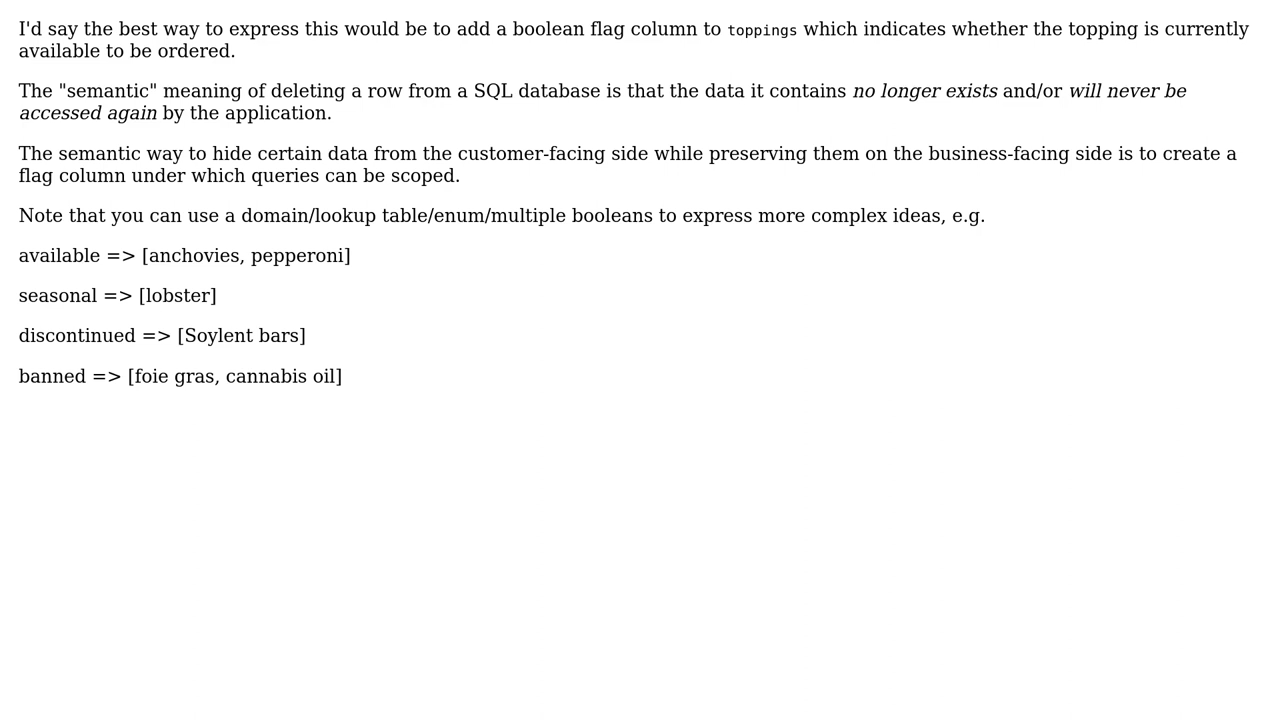 I'd say the best way to express this would be to add a boolean flag column to toppings which indicates whether the topping is currently
available to be ordered.
The "semantic" meaning of deleting a row from a SQL database is that the data it contains no longer exists and/or will never be
accessed again by the application.
The semantic way to hide certain data from the customer-facing side while preserving them on the business-facing side is to create a
flag column under which queries can be scoped.
Note that you can use a domain/lookup table/enum/multiple booleans to express more complex ideas, e.g.
available => [anchovies, pepperoni]
seasonal => [lobster]
discontinued => [Soylent bars]
banned => [foie gras, cannabis oil]